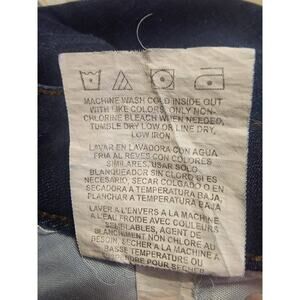 MACHINE WASH COLD INSIDE OUT
WITH LIKE COLORS, ONLY NON-
CHLORINE BLEACH WHEN NEEDED,
TUMBLE DRY LOW OR LINE DRY,
LOW IRON
LAVAR EN LAVADORA CON AGUA
FRIA AL REVES CON COLORES
SIMILARES, USAR SOLO
BLANQUEADOR SIN CLORO SI ES
NECESARIO, SECAR COLGADO O EN
SECADORA A TEMPERATURA BAJA,
PLANCHAR A TEMPERATURA BAJA
LAVER A L'ENVERS A LA MACHINE
A L'EAU FROIDE AVEC COULEURS
SEMBLABLES, AGENT DE
BLANCHIMENT NON CHLORE AU
BESOIN, SECHER A LA MACHINE A
BASSE TEMPERATURE OU
PENDRE POUR SECHER